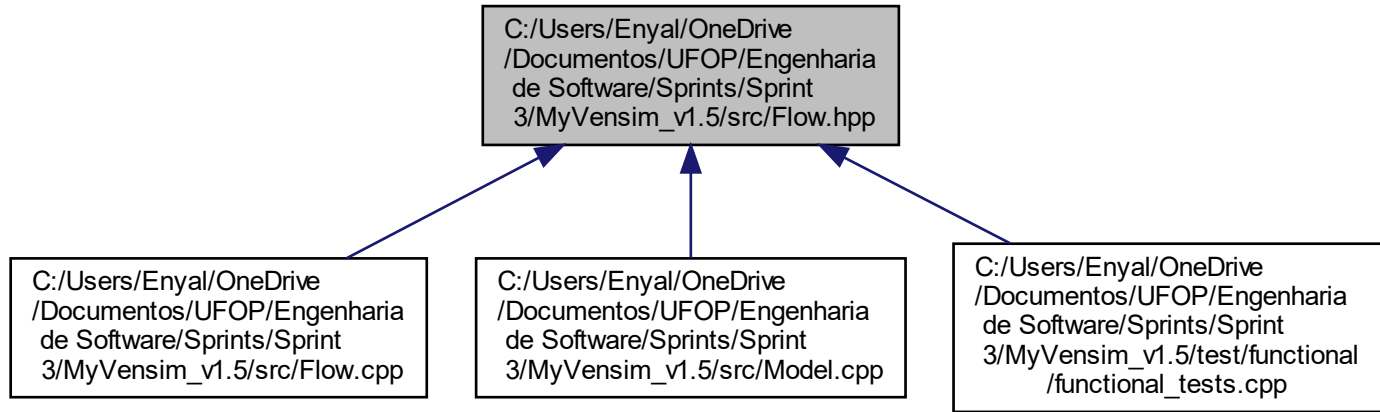 C:/Users/Enyal/OneDrive
/Documentos/UFOP/Engenharia
de Software/Sprints/Sprint
3/MyVensim_v1.5/src/Flow.hpp
C:/Users/Enyal/OneDrive
/Documentos/UFOP/Engenharia
de Software/Sprints/Sprint
3/MyVensim_v1.5/src/Flow.cpp
C:/Users/Enyal/OneDrive
/Documentos/UFOP/Engenharia
de Software/Sprints/Sprint
3/MyVensim_v1.5/src/Model.cpp
C:/Users/Enyal/OneDrive
/Documentos/UFOP/Engenharia
de Software/Sprints/Sprint
3/MyVensim_v1.5/test/functional
/functional_tests.cpp